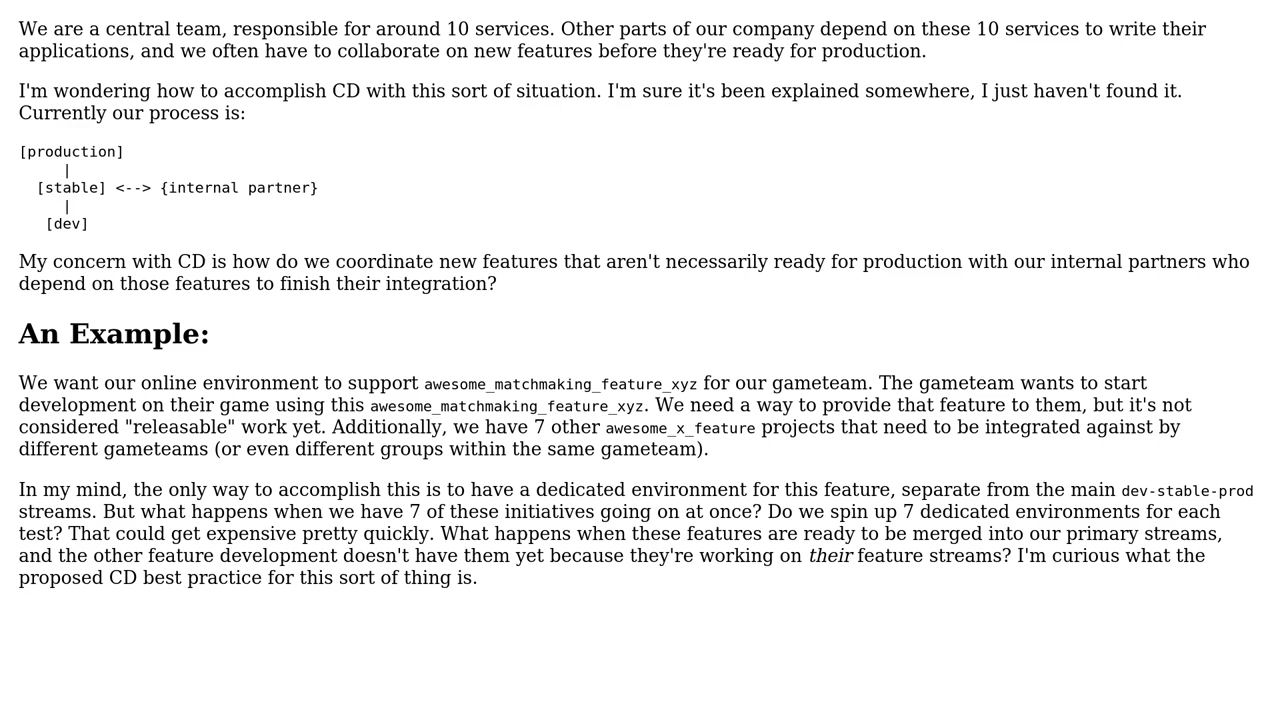 We are a central team, responsible for around 10 services. Other parts of our company depend on these 10 services to write their
applications, and we often have to collaborate on new features before they're ready for production.
I'm wondering how to accomplish CD with this sort of situation. I'm sure it's been explained somewhere, I just haven't found it.
Currently our process is:
[production]
|
[stable] <--> {internal partner}
|
[dev]
My concern with CD is how do we coordinate new features that aren't necessarily ready for production with our internal partners who
depend on those features to finish their integration?
An Example:
We want our online environment to support awesome_matchmaking_feature_xyz for our gameteam. The gameteam wants to start
development on their game using this awesome_matchmaking_feature_xyz. We need a way to provide that feature to them, but it's not
considered "releasable" work yet. Additionally, we have 7 other awesome_x_feature projects that need to be integrated against by
different gameteams (or even different groups within the same gameteam).
In my mind, the only way to accomplish this is to have a dedicated environment for this feature, separate from the main dev-stable-prod
streams. But what happens when we have 7 of these initiatives going on at once? Do we spin up 7 dedicated environments for each
test? That could get expensive pretty quickly. What happens when these features are ready to be merged into our primary streams,
and the other feature development doesn't have them yet because they're working on their feature streams? I'm curious what the
proposed CD best practice for this sort of thing is.